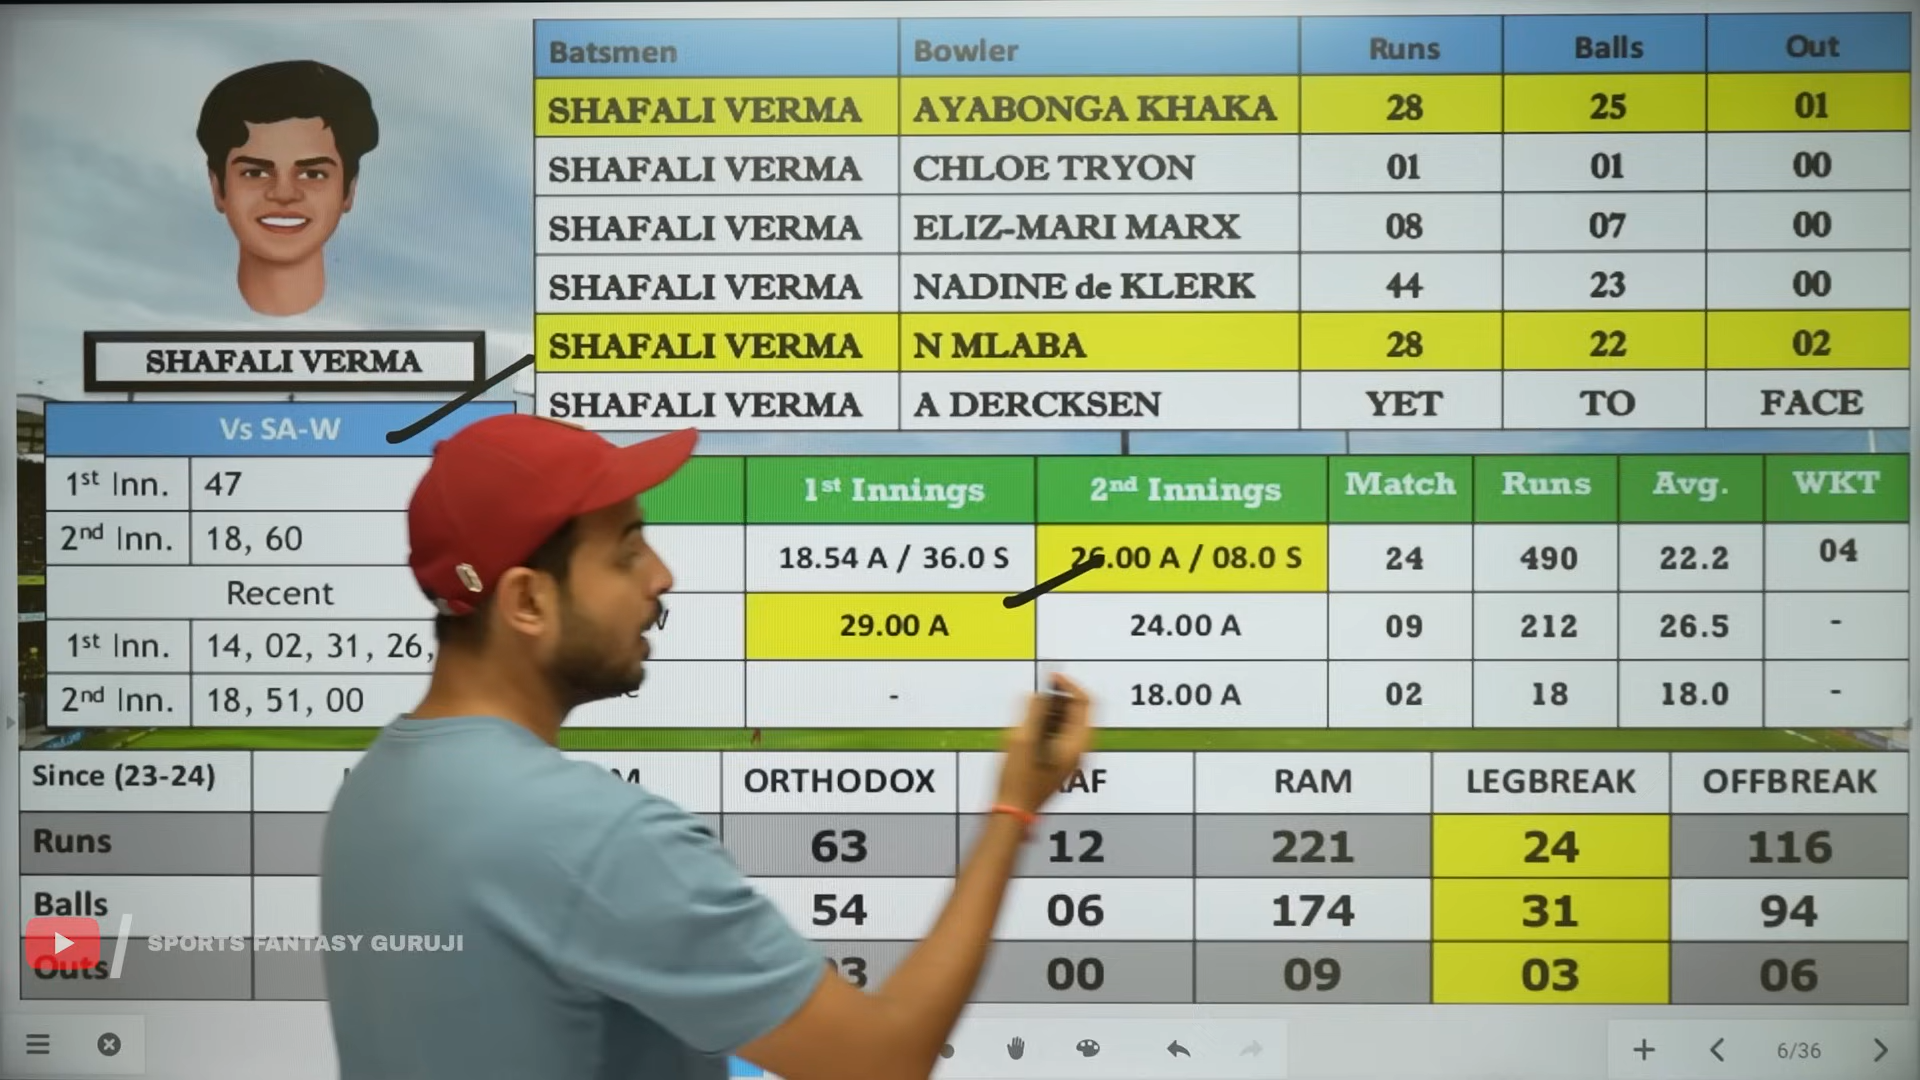 Batsmen Bowler Runs Balls Out
SHAFALI VERMA AYABONGA KHAKA 28 25 01
SHAFALI VERMA CHLOE TRYON 01 01 00
SHAFALI VERMA ELIZ-MARI MARX 08 07 00
SHAFALI VERMA NADINE de KLERK 44 23 00
SHAFALI VERMA N MLABA 28 22 02
SHAFALI VERMA A DERCKSEN YET TO FACE
SHAFALI VERMA
Vs SA-W
1st Inn. 47
2nd Inn. 18, 60
Recent
1st Inn. 14, 02, 31, 26,
2nd Inn. 18, 51, 00
1st Innings 2nd Innings Match Runs Avg. WKT
18.54 A / 36.0 S 26.00 A / 08.0 S 24 490 22.2 04
29.00 A 24.00 A 09 212 26.5 -
- 18.00 A 02 18 18.0 -
Since (23-24) ORTHODOX RAM LEGBREAK OFFBREAK
Runs 63 12 221 24 116
Balls 54 06 174 31 94
Outs 00 09 03 06
SPORTS FANTASY GURUJI
6/36